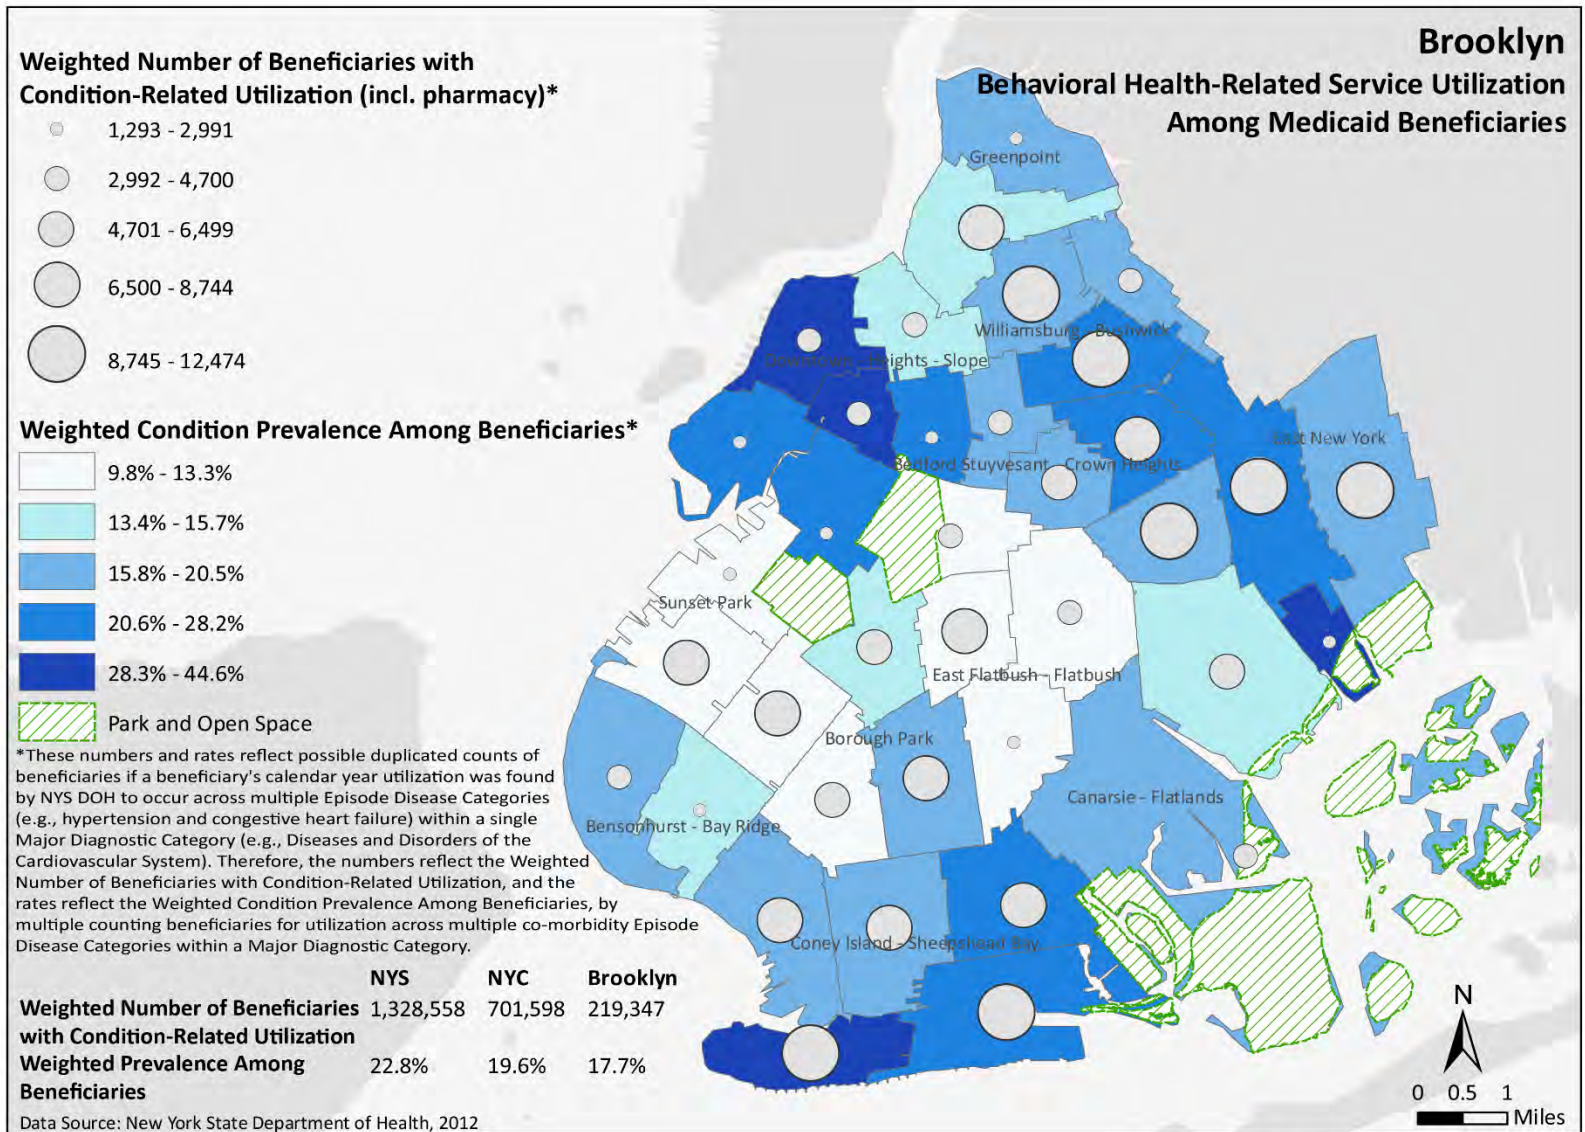 Brooklyn
Behavioral Health-Related Service Utilization
Among Medicaid Beneficiaries
Weighted Number of Beneficiaries with
Condition-Related Utilization (incl. pharmacy)*
1,293 - 2,991
2,992 - 4,700
4,701 - 6,499
6,500 - 8,744
8,745 - 12,474
Weighted Condition Prevalence Among Beneficiaries*
9.8% - 13.3%
13.4% - 15.7%
15.8% - 20.5%
20.6% - 28.2%
28.3% - 44.6%
Park and Open Space
*These numbers and rates reflect possible duplicated counts of
beneficiaries if a beneficiary's calendar year utilization was found
by NYS DOH to occur across multiple Episode Disease Categories
(e.g., hypertension and congestive heart failure) within a single
Major Diagnostic Category (e.g., Diseases and Disorders of the
Cardiovascular System). Therefore, the numbers reflect the Weighted
Number of Beneficiaries with Condition-Related Utilization, and the
rates reflect the Weighted Condition Prevalence Among Beneficiaries, by
multiple counting beneficiaries for utilization across multiple co-morbidity Episode
Disease Categories within a Major Diagnostic Category.
NYS NYC Brooklyn
Weighted Number of Beneficiaries 1,328,558 701,598 219,347
with Condition-Related Utilization
Weighted Prevalence Among 22.8% 19.6% 17.7%
Beneficiaries
Data Source: New York State Department of Health, 2012
Greenpoint
Williamsburg - Bushwick
Downtown - Heights - Slope
East New York
Bedford Stuyvesant - Crown Heights
Sunset Park
East Flatbush - Flatbush
Borough Park
Canarsie - Flatlands
Bensonhurst - Bay Ridge
Coney Island - Sheepshead Bay
N
0 0.5 1
Miles